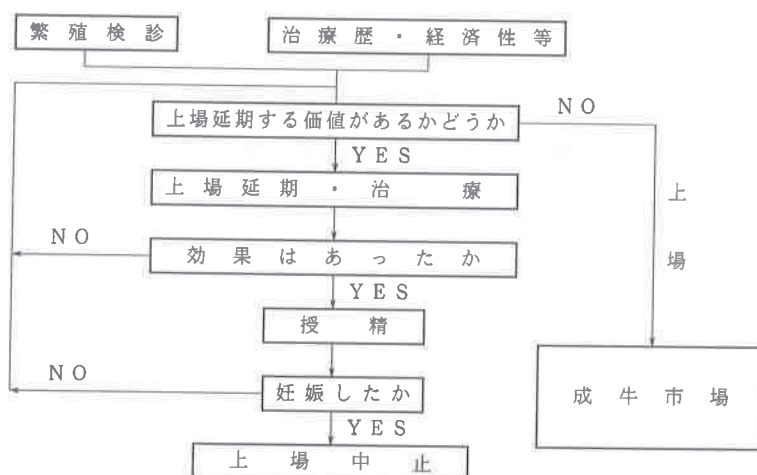 繁殖検診
治療歴・経済性等
上場延期する価値があるかどうか
NO
YES
上場延期・治療
上場
NO
効果はあったか
YES
授精
NO
妊娠したか
成牛市場
YES
上場中止